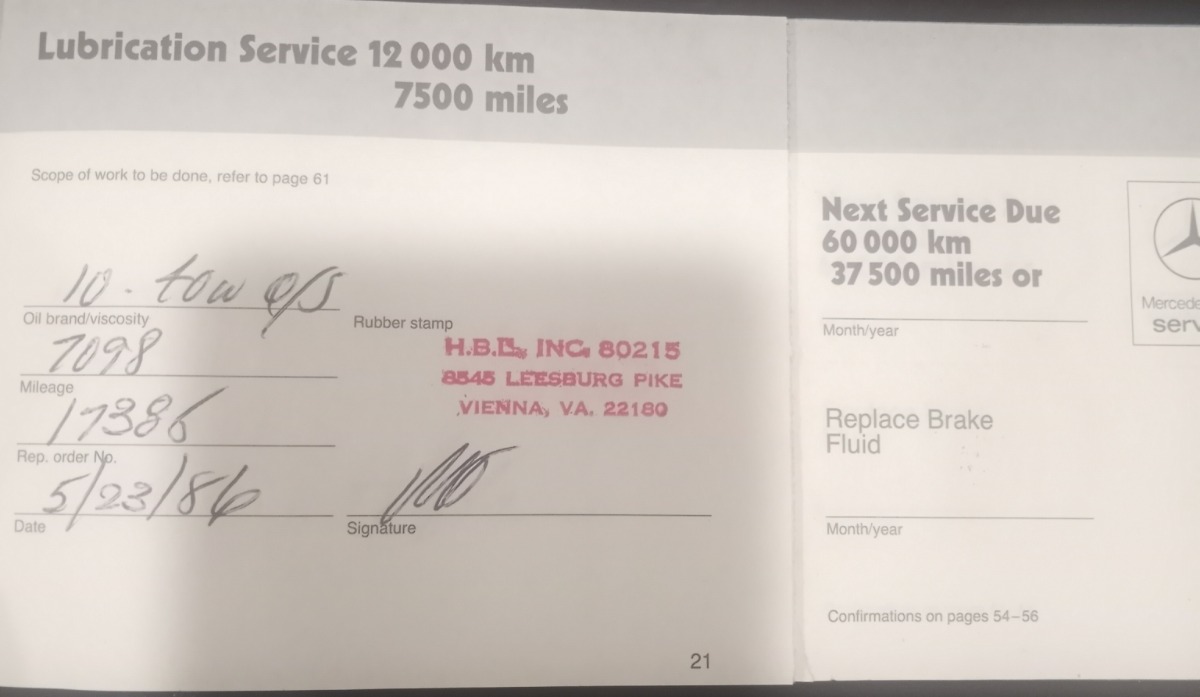 Lubrication Service 12 000 km
7500 miles
Scope of work to be done, refer to page 61
10 - tow
Oil brand/viscosity
Rubber stamp
7098
Mileage
H.B.L., INC. 80215
8545 LEESBURG PIKE
VIENNA, VA. 22180
17386
Rep. order No.
5/23/86
Date
Signature
21
Next Service Due
60 000 km
37 500 miles or
Month/year
Replace Brake
Fluid
Month/year
Confirmations on pages 54–56
Mercede
serv